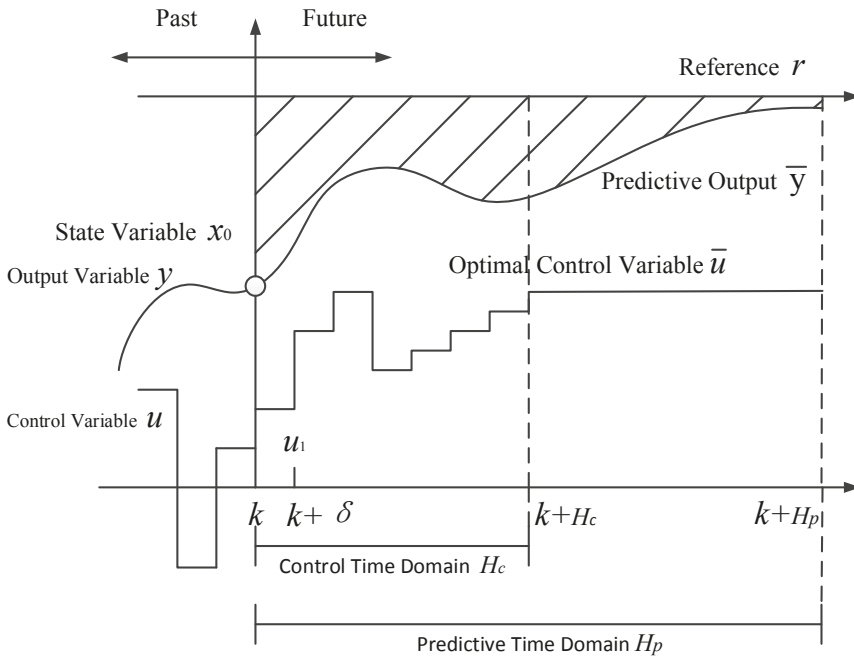 Past Future
Reference r
Predictive Output y̅
State Variable x₀
Output Variable y
Optimal Control Variable u̅
Control Variable u
u₁
k k+ δ k+Hc k+Hp
Control Time Domain Hc
Predictive Time Domain Hp